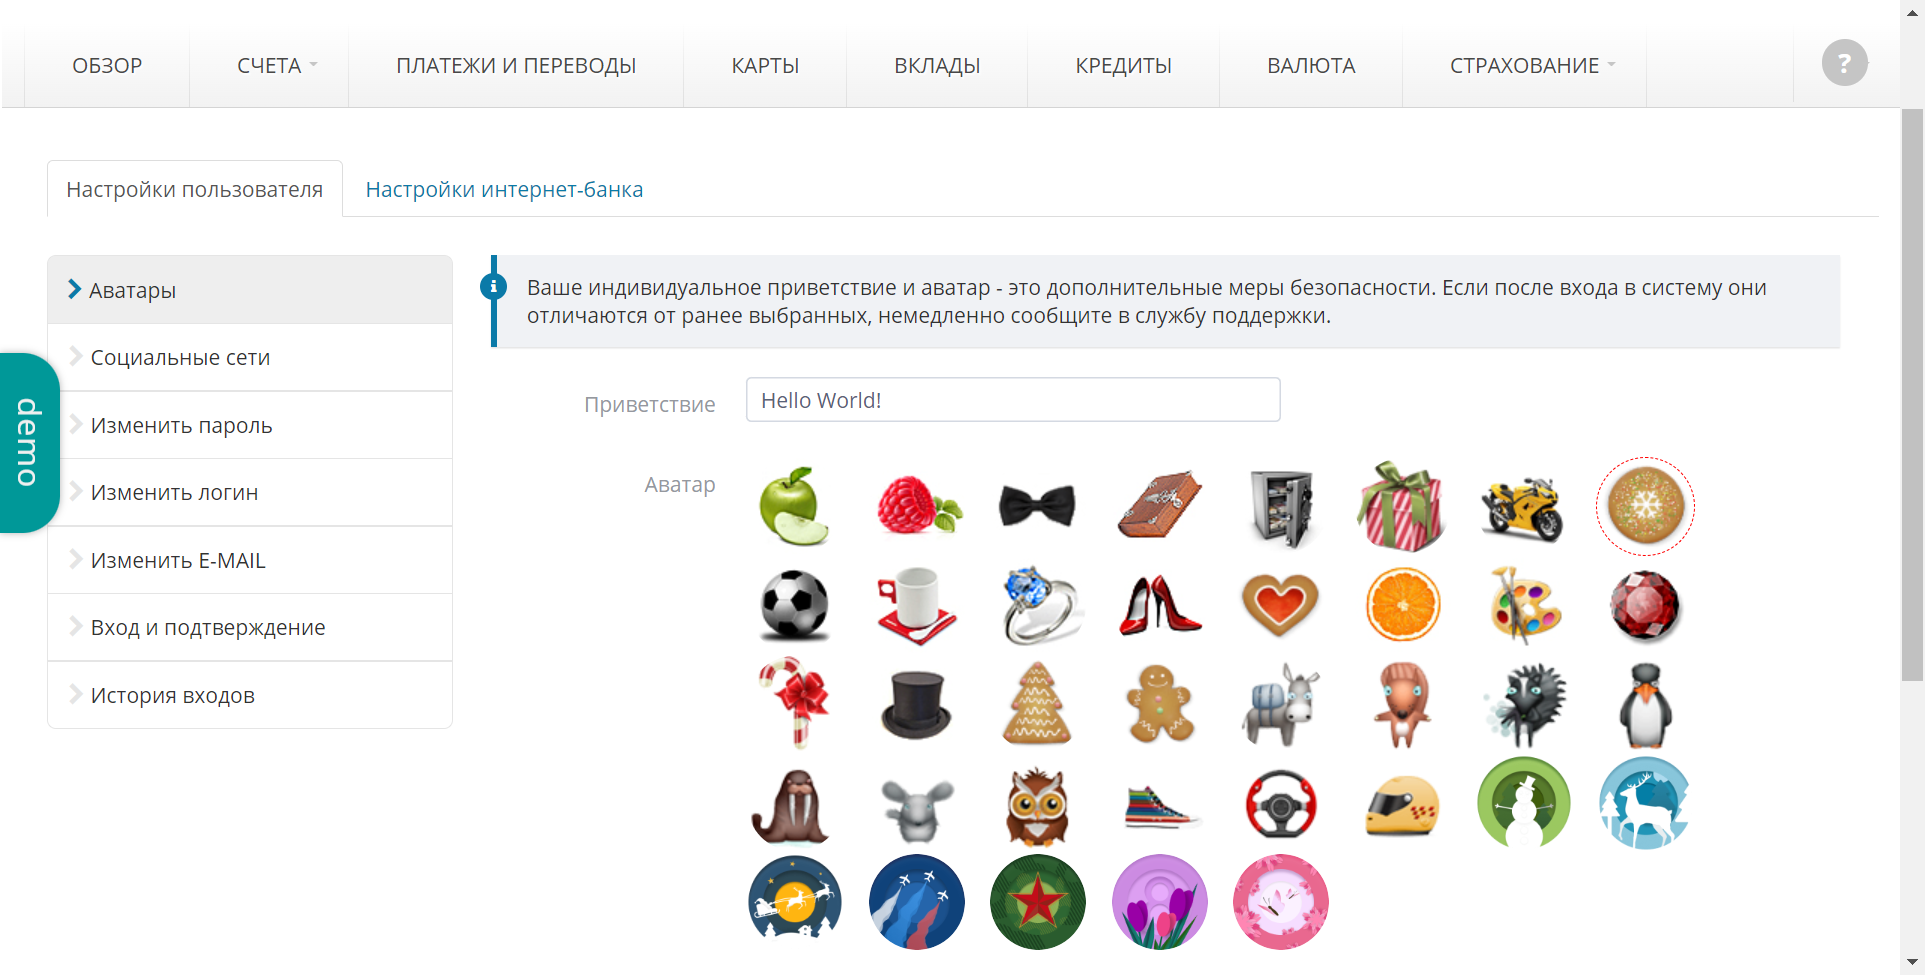 ОБЗОР СЧЕТА ПЛАТЕЖИ И ПЕРЕВОДЫ КАРТЫ ВКЛАДЫ КРЕДИТЫ ВАЛЮТА СТРАХОВАНИЕ ?
Настройки пользователя Настройки интернет-банка
Аватары
Социальные сети
Изменить пароль
Изменить логин
Изменить E-MAIL
Вход и подтверждение
История входов
demo
Ваше индивидуальное приветствие и аватар - это дополнительные меры безопасности. Если после входа в систему они
отличаются от ранее выбранных, немедленно сообщите в службу поддержки.
Приветствие Hello World!
Аватар